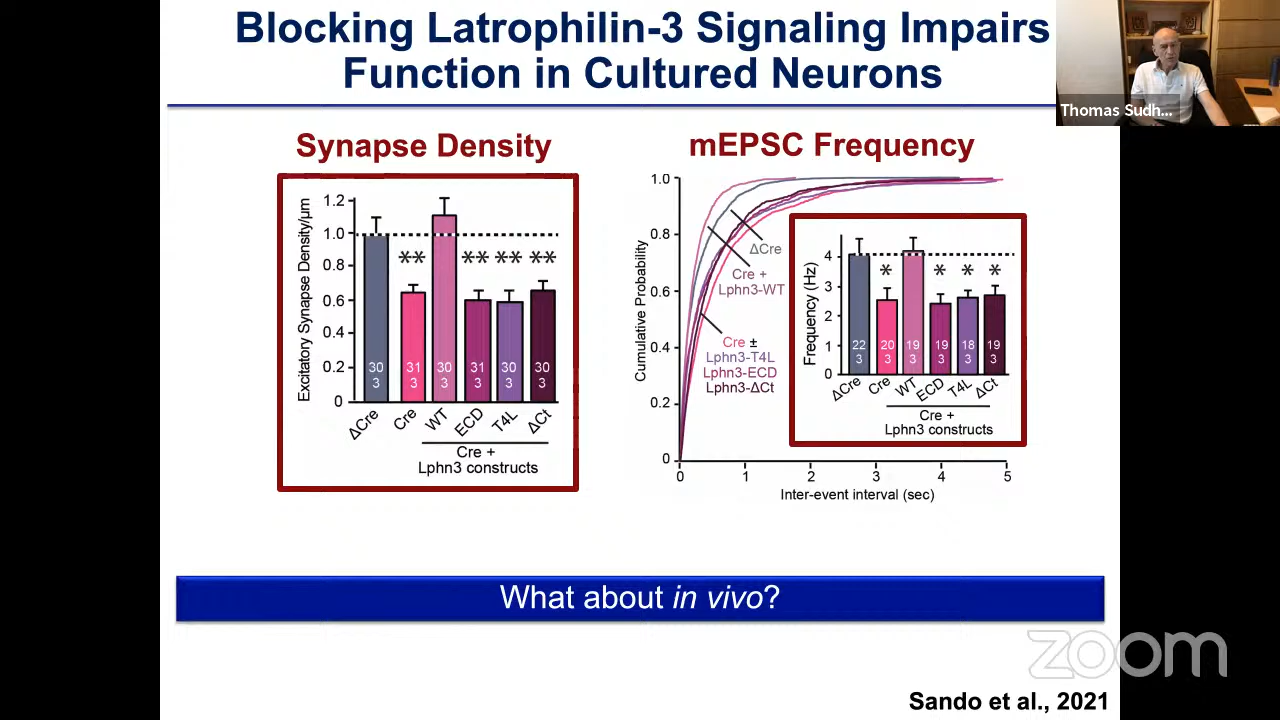 Blocking Latrophilin-3 Signaling Impairs
Function in Cultured Neurons
Thomas Sudh...
Synapse Density
Excitatory Synapse Density/µm
1.2
1.0
0.8
0.6
0.4
0.2
0
** ** ** **
30 31 30 31 30 30
3 3 3 3 3 3
ΔCre Cre WT ECD T4L ΔCt
Cre +
Lphn3 constructs
mEPSC Frequency
Cumulative Probability
1.0
0.8
0.6
0.4
0.2
0
0 1 2 3 4 5
Inter-event interval (sec)
ΔCre
Cre +
Lphn3-WT
Cre ±
Lphn3-T4L
Lphn3-ECD
Lphn3-ΔCt
Frequency (Hz)
4
3
2
1
0
* * * *
22 20 19 19 18 19
3 3 3 3 3 3
ΔCre Cre WT ECD T4L ΔCt
Cre +
Lphn3 constructs
What about in vivo?
zoom
Sando et al., 2021